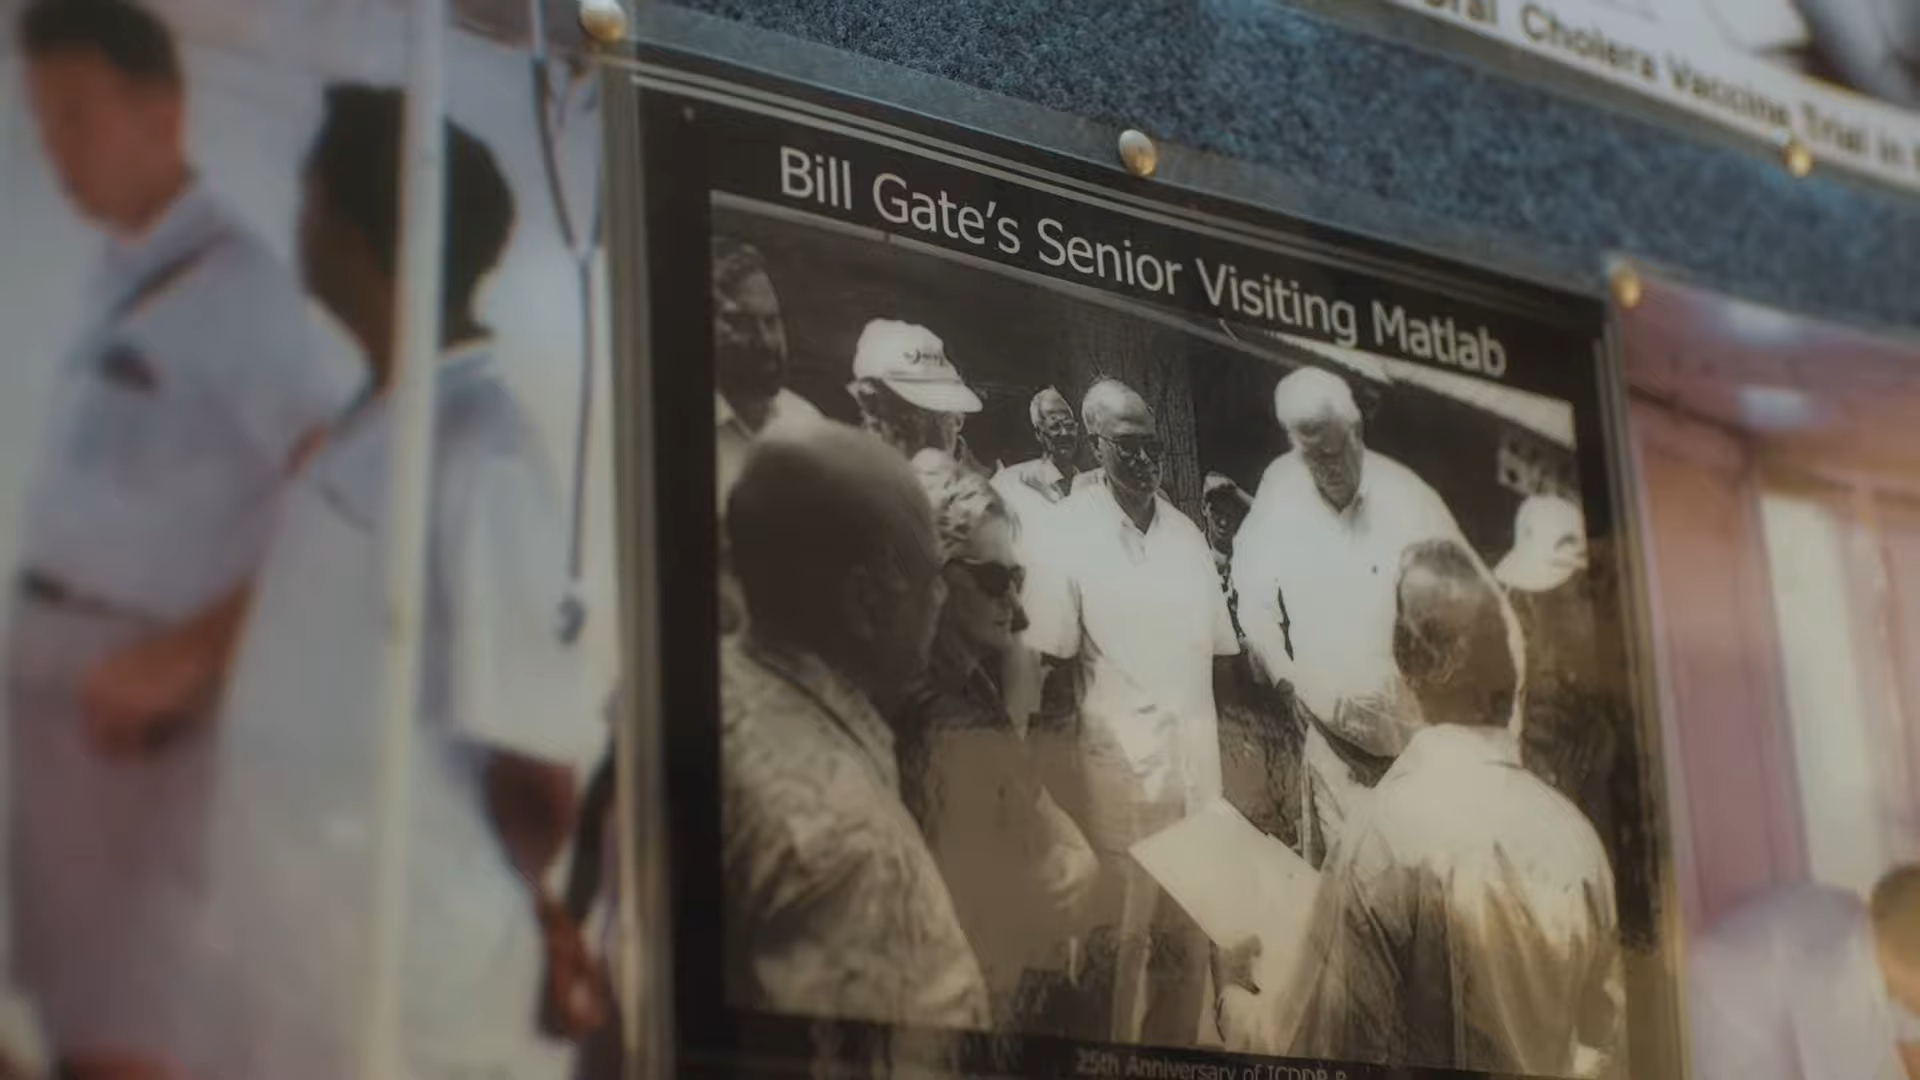 Cholera Vaccine Trial in
Bill Gate’s Senior Visiting Matlab
25th Anniversary of ICDDR,B